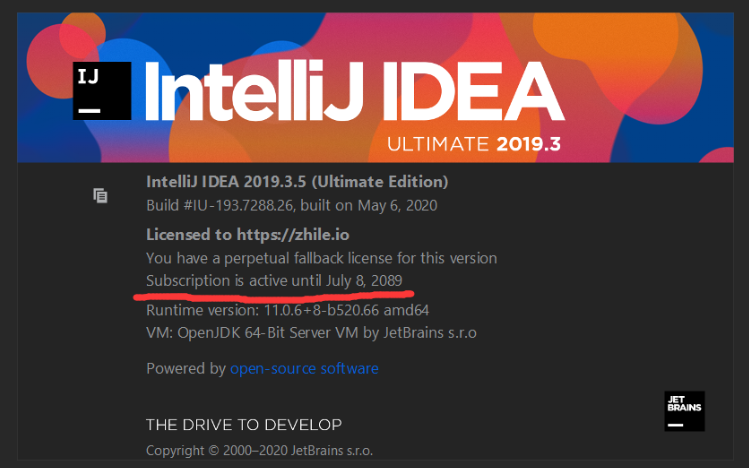 IJ
IntelliJ IDEA
ULTIMATE 2019.3
IntelliJ IDEA 2019.3.5 (Ultimate Edition)
Build #IU-193.7288.26, built on May 6, 2020
Licensed to https://zhile.io
You have a perpetual fallback license for this version
Subscription is active until July 8, 2089
Runtime version: 11.0.6+8-b520.66 amd64
VM: OpenJDK 64-Bit Server VM by JetBrains s.r.o
Powered by open-source software
JET
BRAINS
THE DRIVE TO DEVELOP
Copyright © 2000–2020 JetBrains s.r.o.